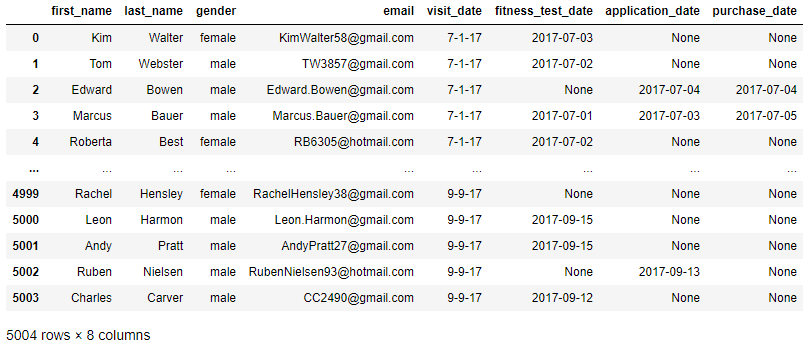 first_name last_name gender email visit_date fitness_test_date application_date purchase_date
0 Kim Walter female KimWalter58@gmail.com 7-1-17 2017-07-03 None None
1 Tom Webster male TW3857@gmail.com 7-1-17 2017-07-02 None None
2 Edward Bowen male Edward.Bowen@gmail.com 7-1-17 None 2017-07-04 2017-07-04
3 Marcus Bauer male Marcus.Bauer@gmail.com 7-1-17 2017-07-01 2017-07-03 2017-07-05
4 Roberta Best female RB6305@hotmail.com 7-1-17 2017-07-02 None None
... ... ... ... ... ... ... ... ...
4999 Rachel Hensley female RachelHensley38@gmail.com 9-9-17 None None None
5000 Leon Harmon male Leon.Harmon@gmail.com 9-9-17 2017-09-15 None None
5001 Andy Pratt male AndyPratt27@gmail.com 9-9-17 2017-09-15 None None
5002 Ruben Nielsen male RubenNielsen93@hotmail.com 9-9-17 None 2017-09-13 None
5003 Charles Carver male CC2490@gmail.com 9-9-17 2017-09-12 None None
5004 rows × 8 columns